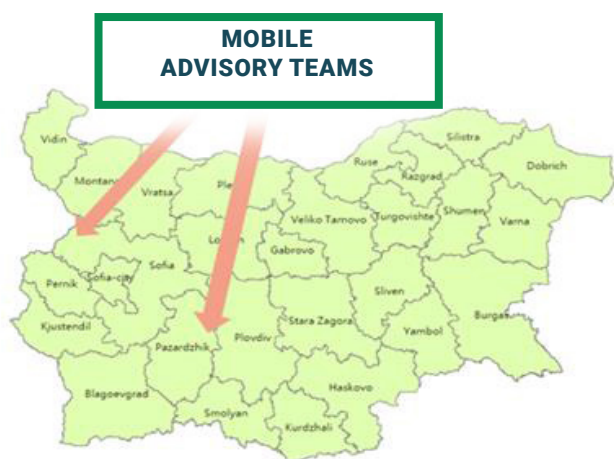 MOBILE
ADVISORY TEAMS
Vidin
Silistra
Ruse
Dobrich
Montana
Vratsa
Razgrad
Veliko Tarnovo
Turgovishte
Shumen
Varna
Gabrovo
Sofia
Sofia-city
Pernik
Sliven
Burgas
Kjustendil
Stara Zagora
Pazardzhik
Plovdiv
Yambol
Blagoevgrad
Haskovo
Smolyan
Kurdzhali